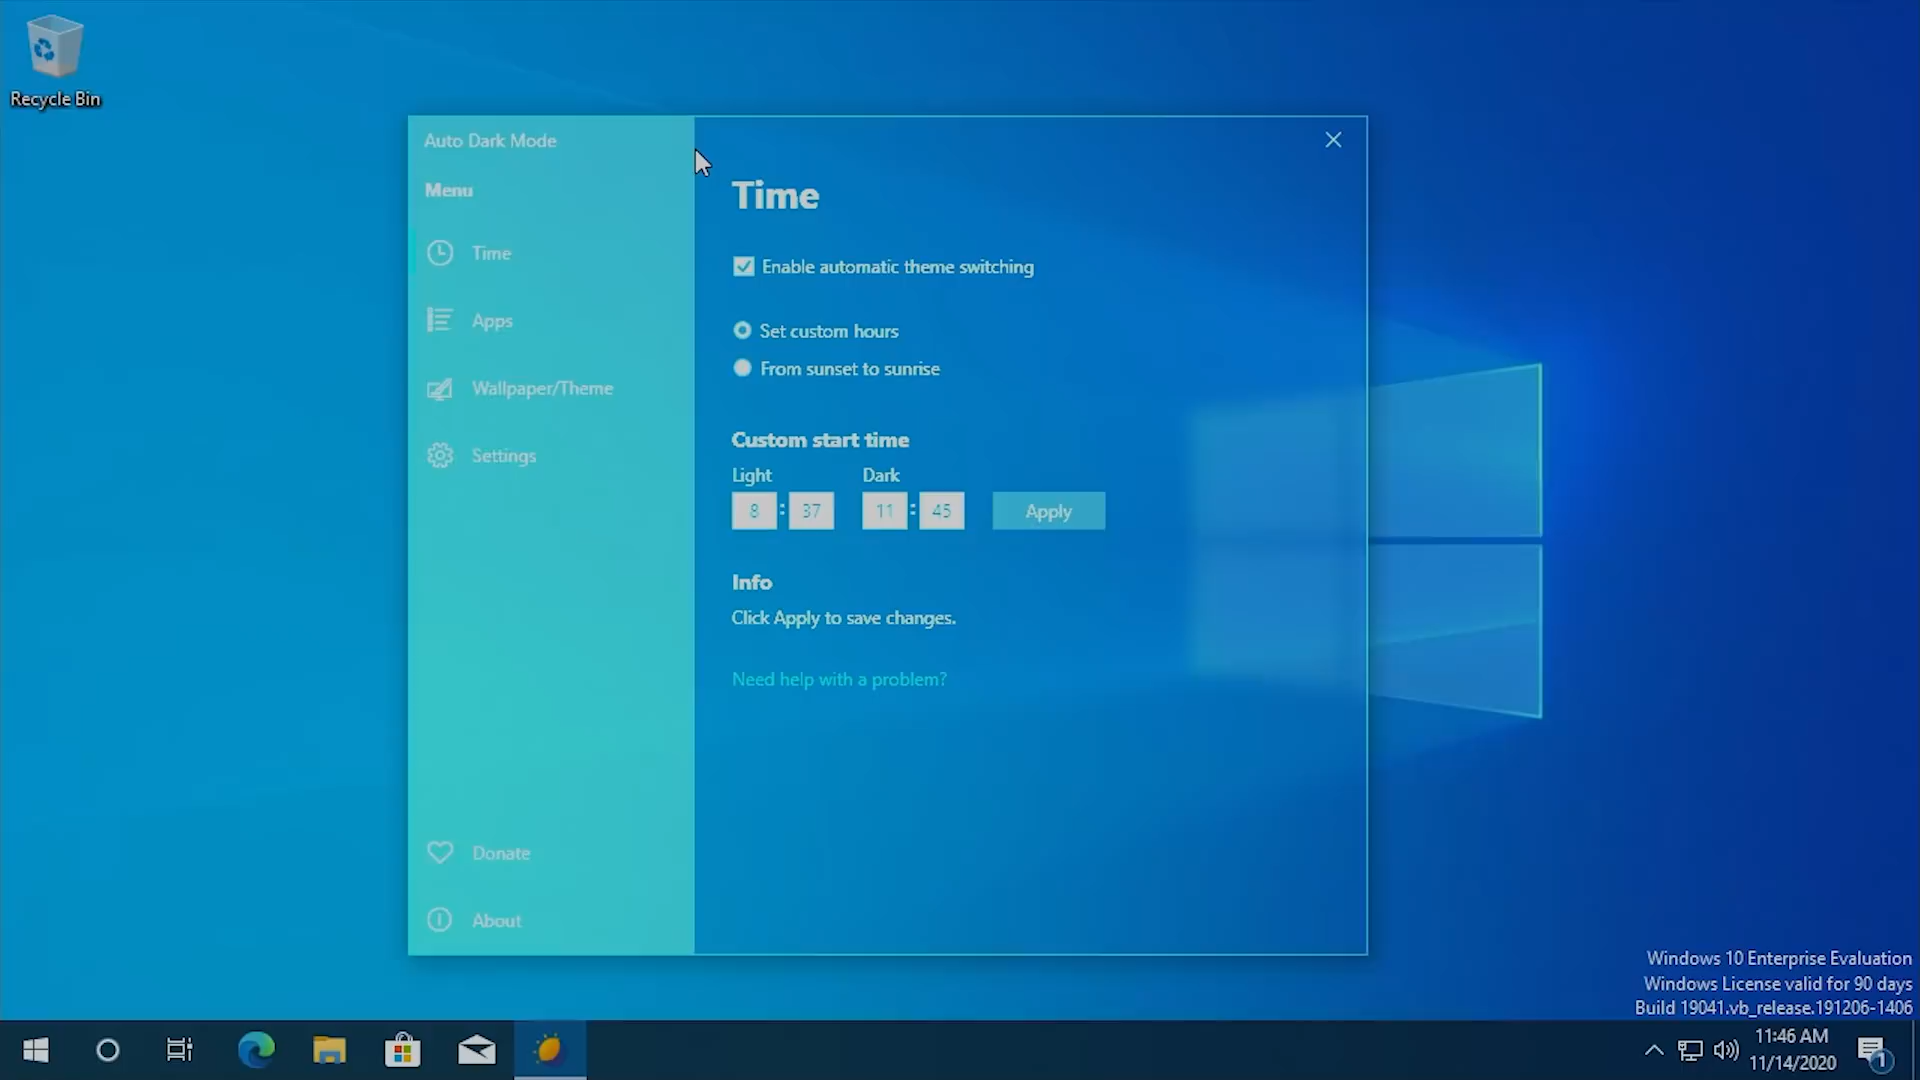 Recycle Bin
Auto Dark Mode
Menu
Time
Apps
Wallpaper/Theme
Settings
Donate
About
Time
Enable automatic theme switching
Set custom hours
From sunset to sunrise
Custom start time
Light Dark
8 : 37 11 : 45 Apply
Info
Click Apply to save changes.
Need help with a problem?
Windows 10 Enterprise Evaluation
Windows License valid for 90 days
Build 19041.vb_release.191206-1406
11:46 AM
11/14/2020
1